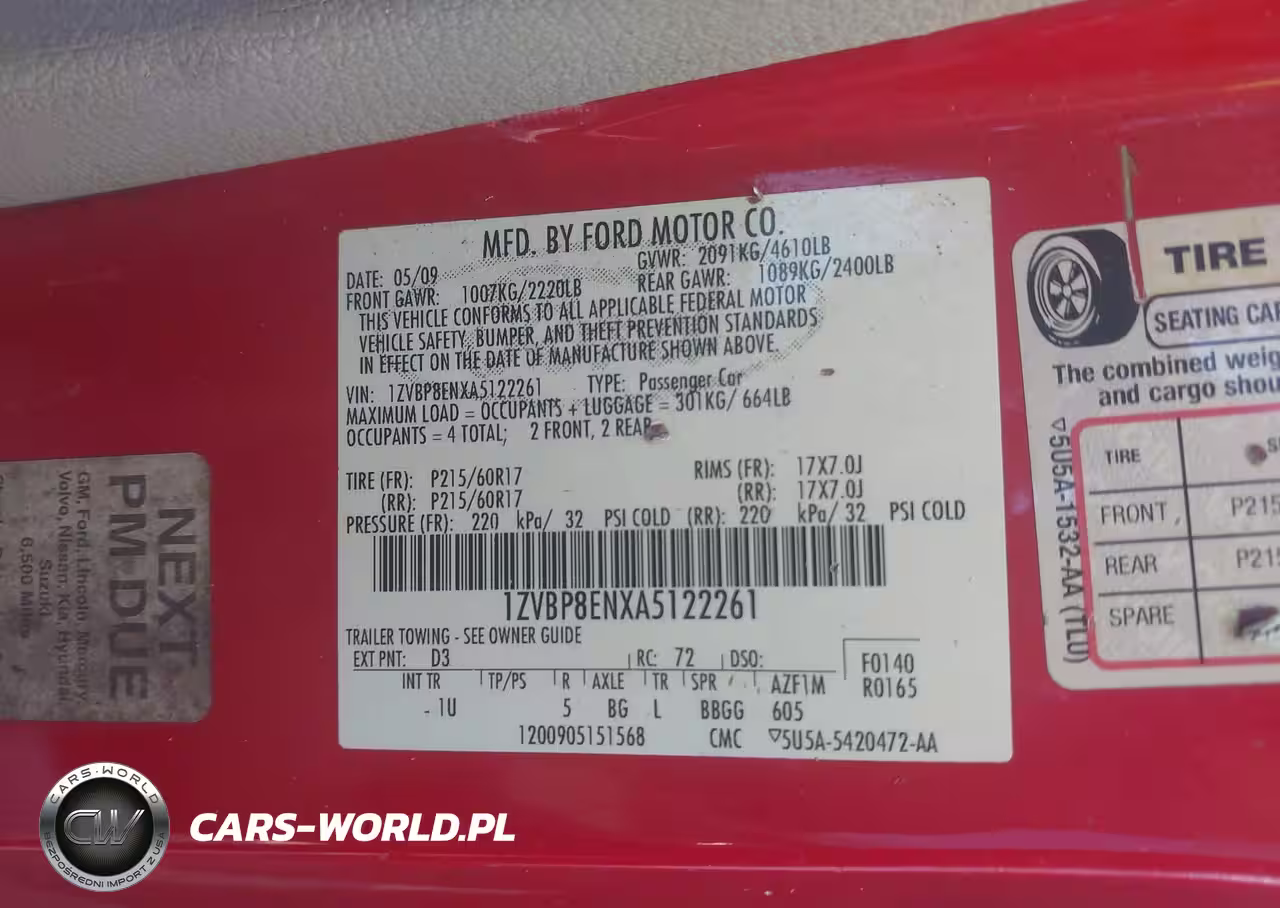 MFD. BY FORD MOTOR CO.
DATE: 05/09 GVWR: 2091KG/4610LB
FRONT GAWR: 1007KG/2220LB REAR GAWR: 1089KG/2400LB
THIS VEHICLE CONFORMS TO ALL APPLICABLE FEDERAL MOTOR
VEHICLE SAFETY, BUMPER, AND THEFT PREVENTION STANDARDS
IN EFFECT ON THE DATE OF MANUFACTURE SHOWN ABOVE.
VIN: 1ZVBP8ENXA5122261 TYPE: Passenger Car
MAXIMUM LOAD = OCCUPANTS + LUGGAGE = 301KG/ 664LB
OCCUPANTS = 4 TOTAL; 2 FRONT, 2 REAR
TIRE (FR): P215/60R17 RIMS (FR): 17X7.0J
(RR): P215/60R17 (RR): 17X7.0J
PRESSURE (FR): 220 kPa/ 32 PSI COLD (RR): 220 kPa/ 32 PSI COLD
1ZVBP8ENXA5122261
TRAILER TOWING - SEE OWNER GUIDE
EXT PNT: D3 RC: 72 DSO: F0140
INT TR TP/PS R AXLE TR SPR AZF1M R0165
1U 5 BG L BBGG 605
1200905151568 CMC ▽5U5A-5420472-AA
TIRE
SEATING CA
The combined weig
and cargo shou
▽5U5A-1532-AA (TLU)
TIRE
FRONT P215
REAR P215
SPARE
NEXT
PM DUE
GM, Ford, Lincoln, Mercury,
Volvo, Nissan, Kia, Hyundai,
Suzuki
6,500 Miles
CARS-WORLD
CW
BEZPOŚREDNI IMPORT Z USA
CARS-WORLD.PL